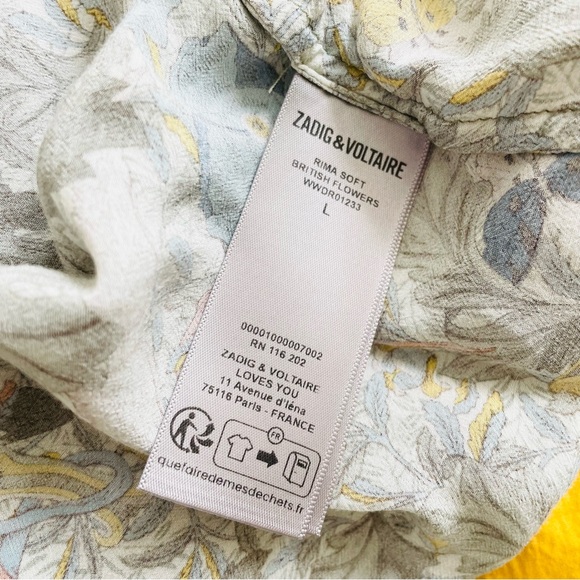 ZADIG&VOLTAIRE
RIMA SOFT
BRITISH FLOWERS
WWDR01233
L
00001000007002
RN 116 202
ZADIG & VOLTAIRE
LOVES YOU
11 Avenue d'Iéna
75116 Paris - FRANCE
FR
quefairedemesdechets.fr